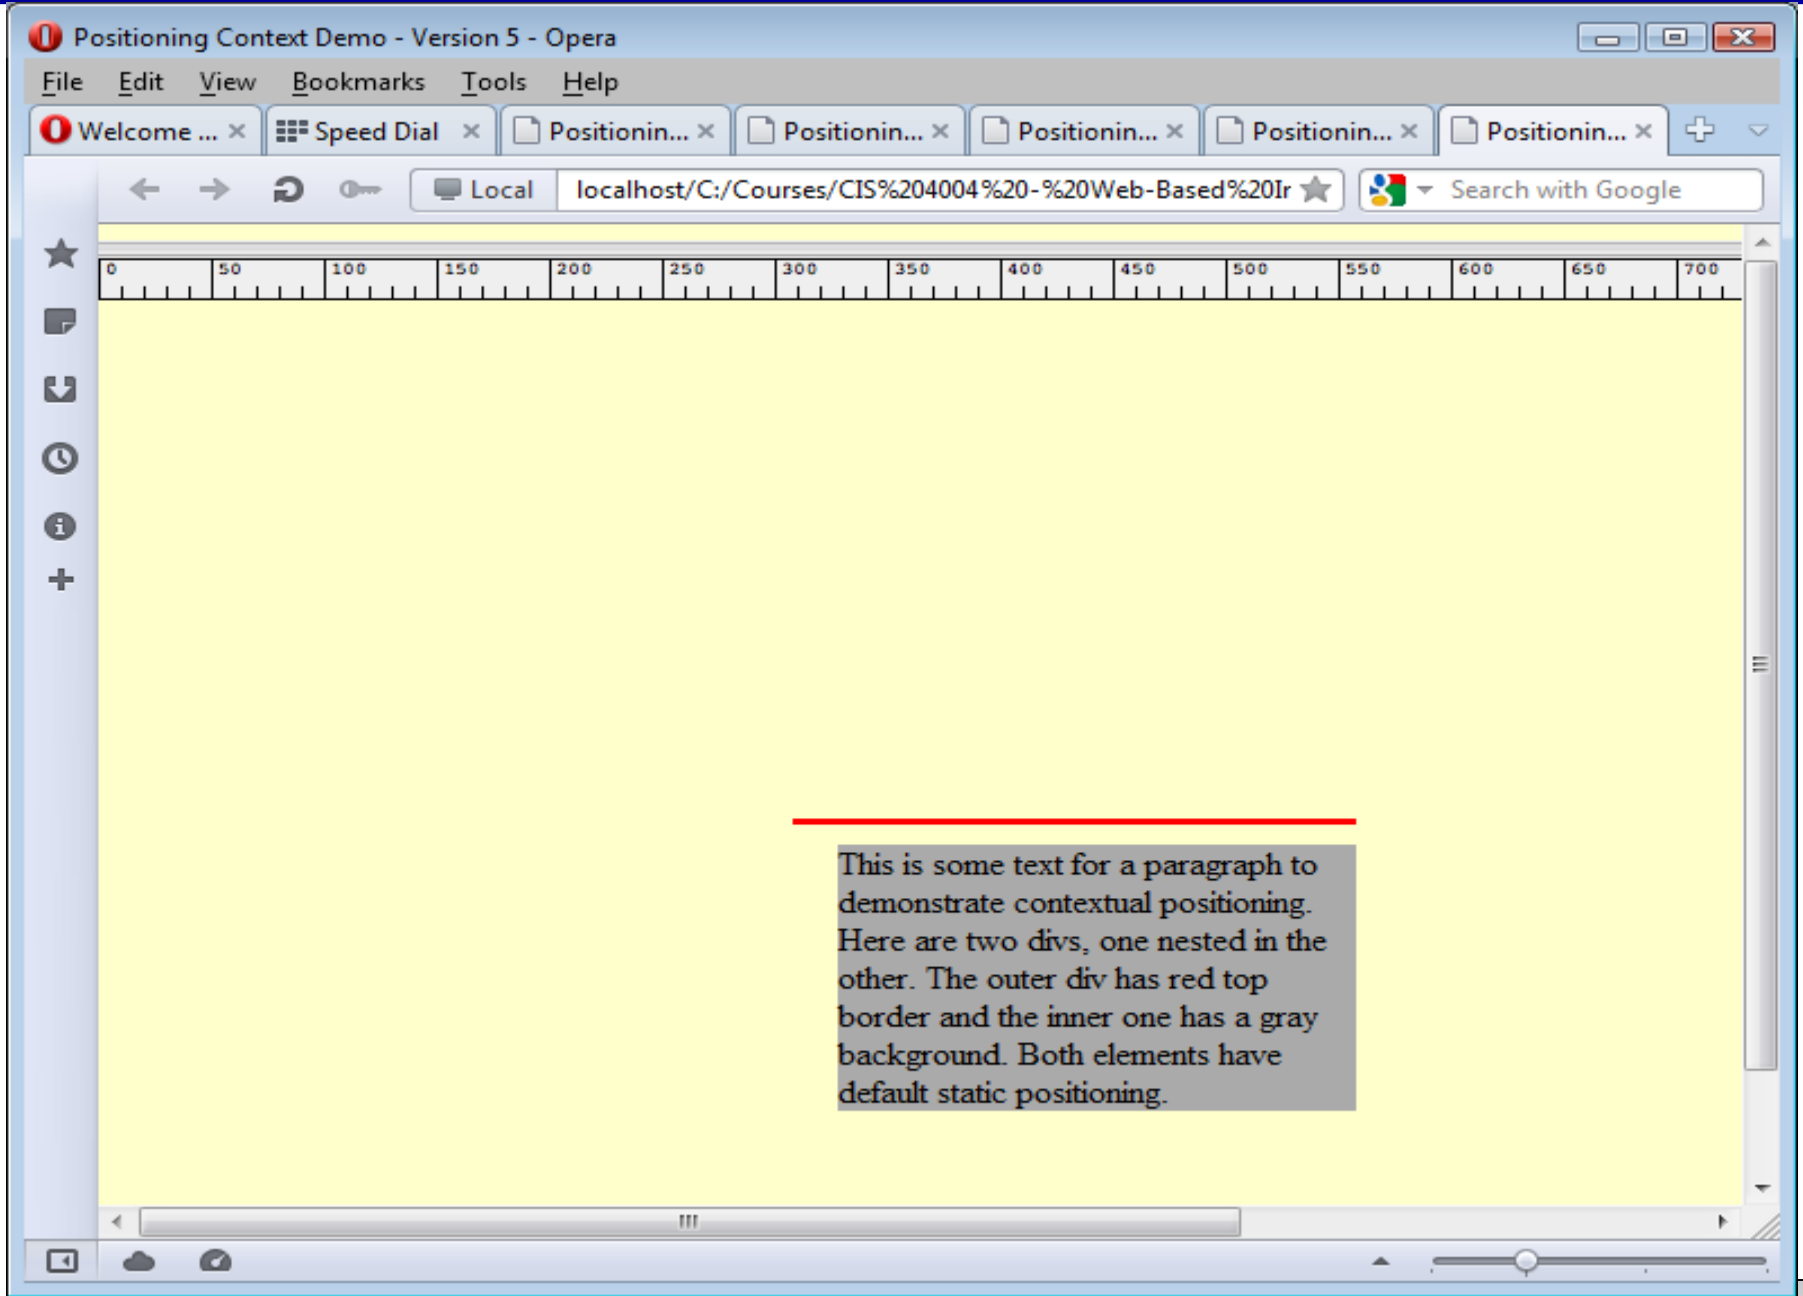 Positioning Context Demo - Version 5 - Opera
File Edit View Bookmarks Tools Help
Welcome ... Speed Dial Positionin... Positionin... Positionin... Positionin... Positionin...
Local localhost/C:/Courses/CIS%204004%20-%20Web-Based%20Ir Search with Google
0 50 100 150 200 250 300 350 400 450 500 550 600 650 700
This is some text for a paragraph to
demonstrate contextual positioning.
Here are two divs, one nested in the
other. The outer div has red top
border and the inner one has a gray
background. Both elements have
default static positioning.